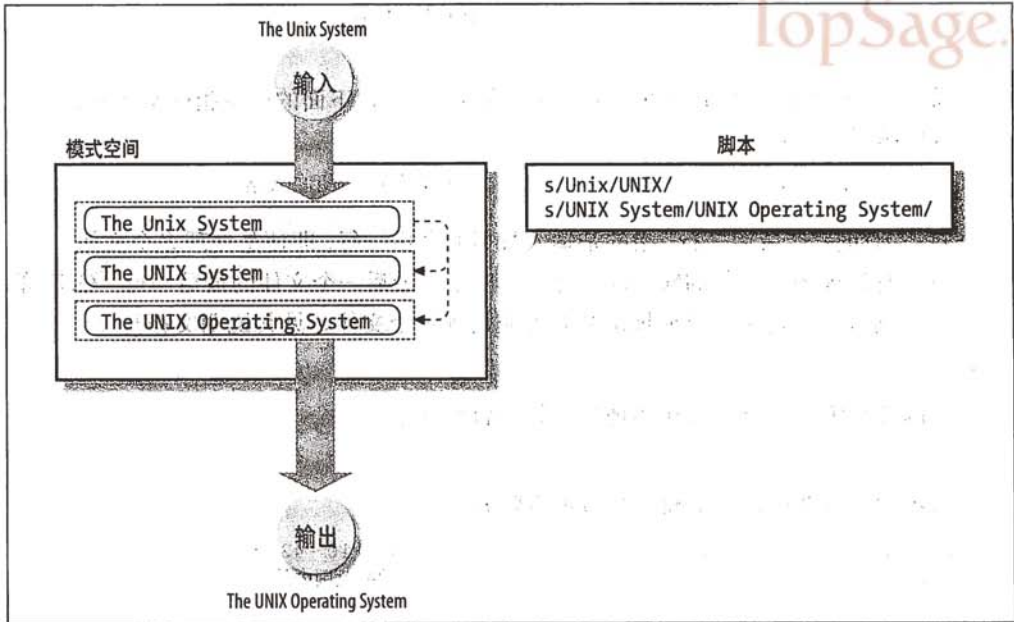 TopSage.
The Unix System
输入
模式空间
The Unix System
The UNIX System
The UNIX Operating System
脚本
s/Unix/UNIX/
s/UNIX System/UNIX Operating System/
输出
The UNIX Operating System